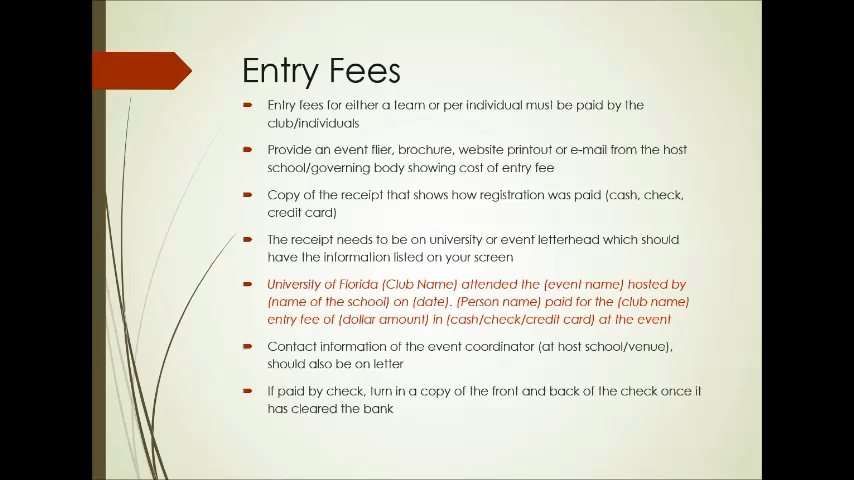 Entry Fees
Entry fees for either a team or per individual must be paid by the
club/individuals
Provide an event flier, brochure, website printout or e-mail from the host
school/governing body showing cost of entry fee
Copy of the receipt that shows how registration was paid (cash, check,
credit card)
The receipt needs to be on university or event letterhead which should
have the information listed on your screen
University of Florida (Club Name) attended the (event name) hosted by
(name of the school) on (date). (Person name) paid for the (club name)
entry fee of (dollar amount) in (cash/check/credit card) at the event
Contact information of the event coordinator (at host school/venue),
should also be on letter
If paid by check, turn in a copy of the front and back of the check once it
has cleared the bank